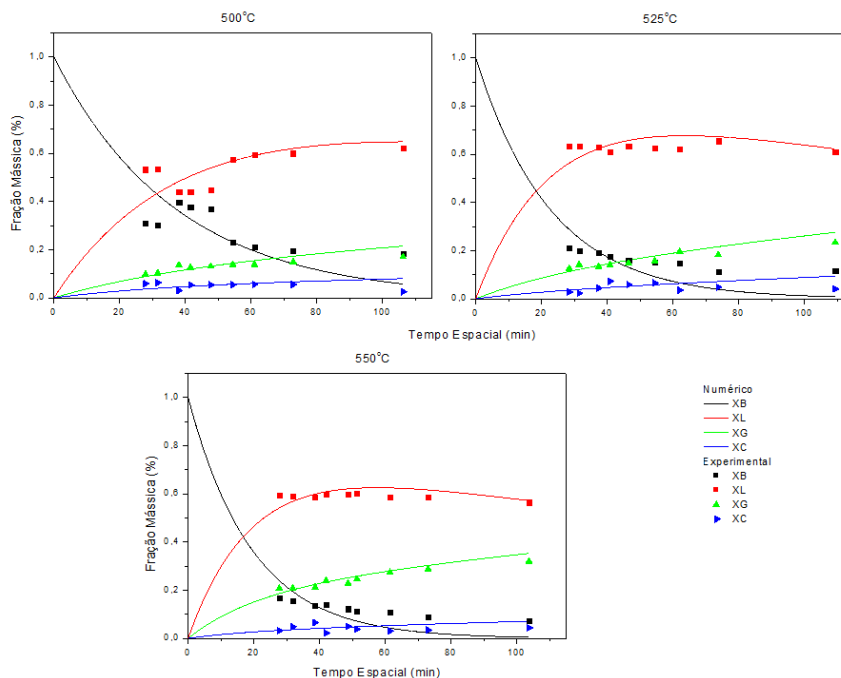 500°C
Fração Mássica (%)
1,0
0,8
0,6
0,4
0,2
0,0
0
20
40
60
80
100
525°C
1,0
0,8
0,6
0,4
0,2
0,0
0
20
40
60
80
100
Tempo Espacial (min)
Tempo Espacial (min)
550°C
Fração Mássica (%)
1,0
0,8
0,6
0,4
0,2
0,0
0
20
40
60
80
100
Tempo Espacial (min)
Numérico
XB
XL
XG
XC
Experimental
XB
XL
XG
XC